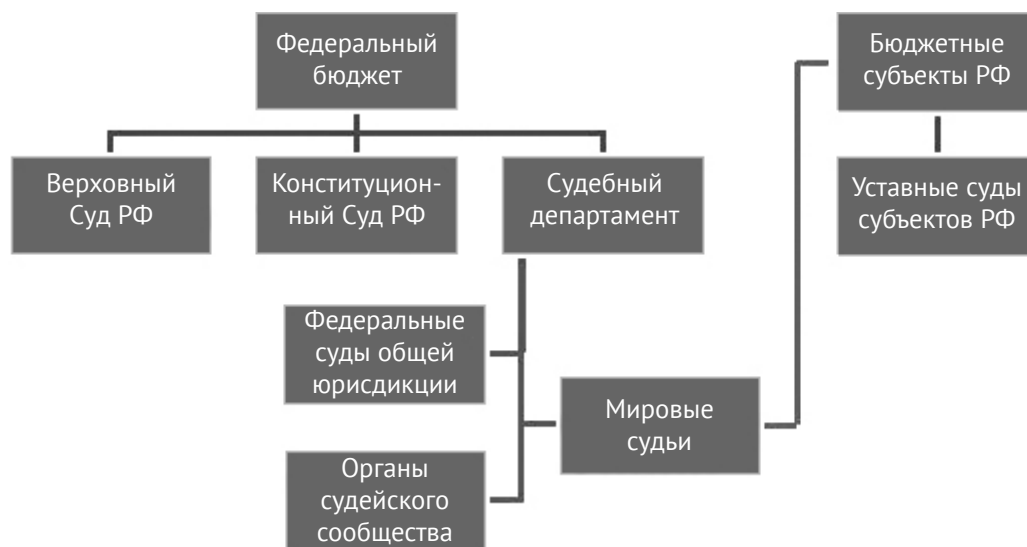 Федеральный
бюджет
Бюджетные
субъекты РФ
Верховный
Суд РФ
Конституцион-
ный Суд РФ
Судебный
департамент
Уставные суды
субъектов РФ
Федеральные
суды общей
юрисдикции
Мировые
судьи
Органы
судейского
сообщества